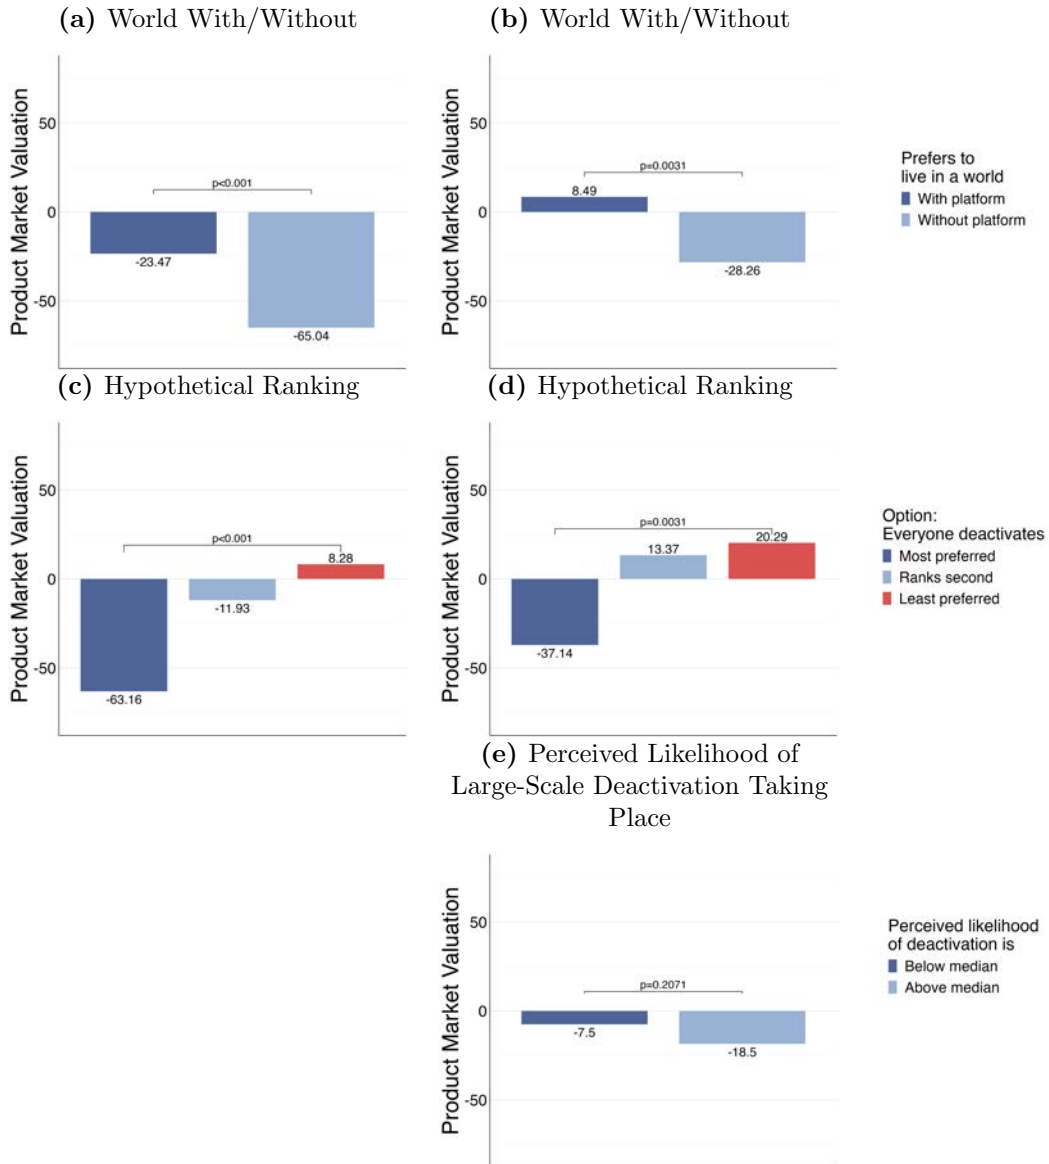 (a) World With/Without
(b) World With/Without
Product Market Valuation
50
0
-50
p<0.001
-23.47
-65.04
Product Market Valuation
50
0
-50
p=0.0031
8.49
-28.26
Prefers to
live in a world
With platform
Without platform
(c) Hypothetical Ranking
(d) Hypothetical Ranking
Product Market Valuation
50
0
-50
p<0.001
8.28
-11.93
-63.16
Product Market Valuation
50
0
-50
p=0.0031
20.29
13.37
-37.14
Option:
Everyone deactivates
Most preferred
Ranks second
Least preferred
(e) Perceived Likelihood of
Large-Scale Deactivation Taking
Place
Product Market Valuation
50
0
-50
p=0.2071
-7.5
-18.5
Perceived likelihood
of deactivation is
Below median
Above median